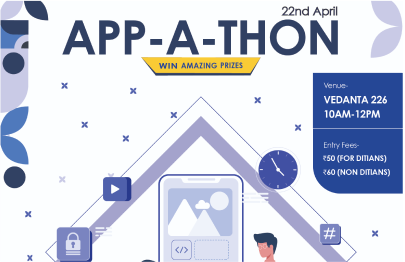 22nd April
APP-A-THON
WIN AMAZING PRIZES
Venue-
VEDANTA 226
10AM-12PM
Entry Fees-
₹50 (FOR DITIANS)
₹60 (NON DITIANS)
#
</>